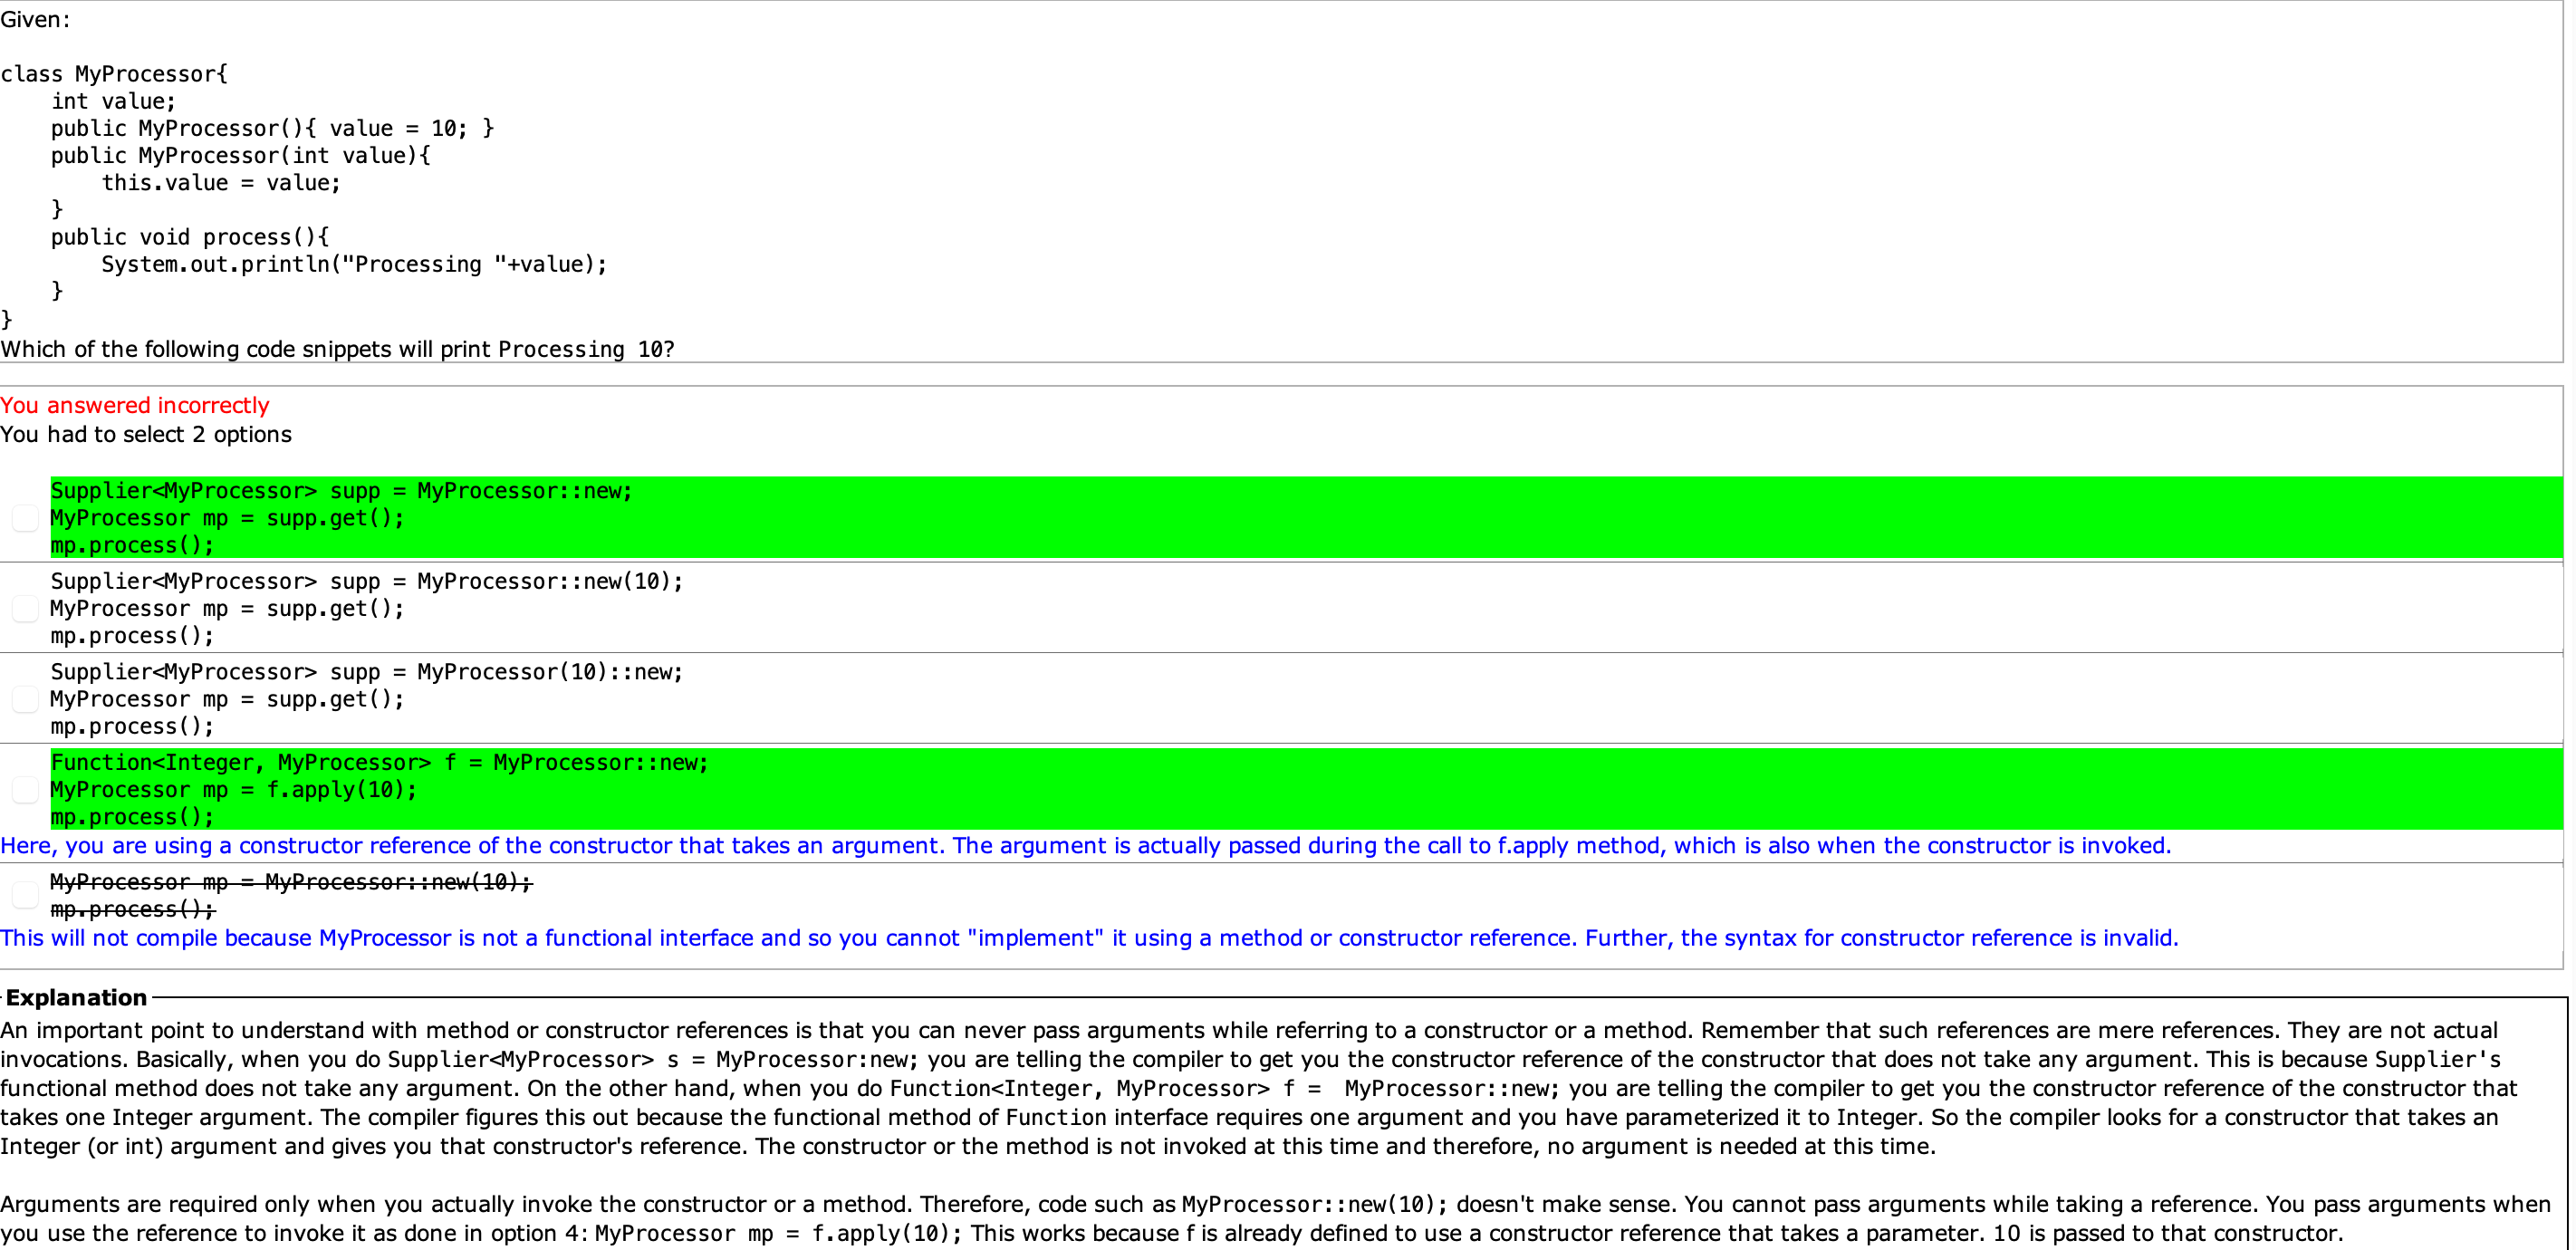 Given:
class MyProcessor{
    int value;
    public MyProcessor(){ value = 10; }
    public MyProcessor(int value){
        this.value = value;
    }
    public void process(){
        System.out.println("Processing "+value);
    }
}
Which of the following code snippets will print Processing 10?
You answered incorrectly
You had to select 2 options
Supplier<MyProcessor> supp = MyProcessor::new;
MyProcessor mp = supp.get();
mp.process();
Supplier<MyProcessor> supp = MyProcessor::new(10);
MyProcessor mp = supp.get();
mp.process();
Supplier<MyProcessor> supp = MyProcessor(10)::new;
MyProcessor mp = supp.get();
mp.process();
Function<Integer, MyProcessor> f = MyProcessor::new;
MyProcessor mp = f.apply(10);
mp.process();
Here, you are using a constructor reference of the constructor that takes an argument. The argument is actually passed during the call to f.apply method, which is also when the constructor is invoked.
MyProcessor mp = MyProcessor::new(10);
mp.process();
This will not compile because MyProcessor is not a functional interface and so you cannot "implement" it using a method or constructor reference. Further, the syntax for constructor reference is invalid.
Explanation
An important point to understand with method or constructor references is that you can never pass arguments while referring to a constructor or a method. Remember that such references are mere references. They are not actual
invocations. Basically, when you do Supplier<MyProcessor> s = MyProcessor:new; you are telling the compiler to get you the constructor reference of the constructor that does not take any argument. This is because Supplier's
functional method does not take any argument. On the other hand, when you do Function<Integer, MyProcessor> f =  MyProcessor::new; you are telling the compiler to get you the constructor reference of the constructor that
takes one Integer argument. The compiler figures this out because the functional method of Function interface requires one argument and you have parameterized it to Integer. So the compiler looks for a constructor that takes an
Integer (or int) argument and gives you that constructor's reference. The constructor or the method is not invoked at this time and therefore, no argument is needed at this time.
Arguments are required only when you actually invoke the constructor or a method. Therefore, code such as MyProcessor::new(10); doesn't make sense. You cannot pass arguments while taking a reference. You pass arguments when
you use the reference to invoke it as done in option 4: MyProcessor mp = f.apply(10); This works because f is already defined to use a constructor reference that takes a parameter. 10 is passed to that constructor.